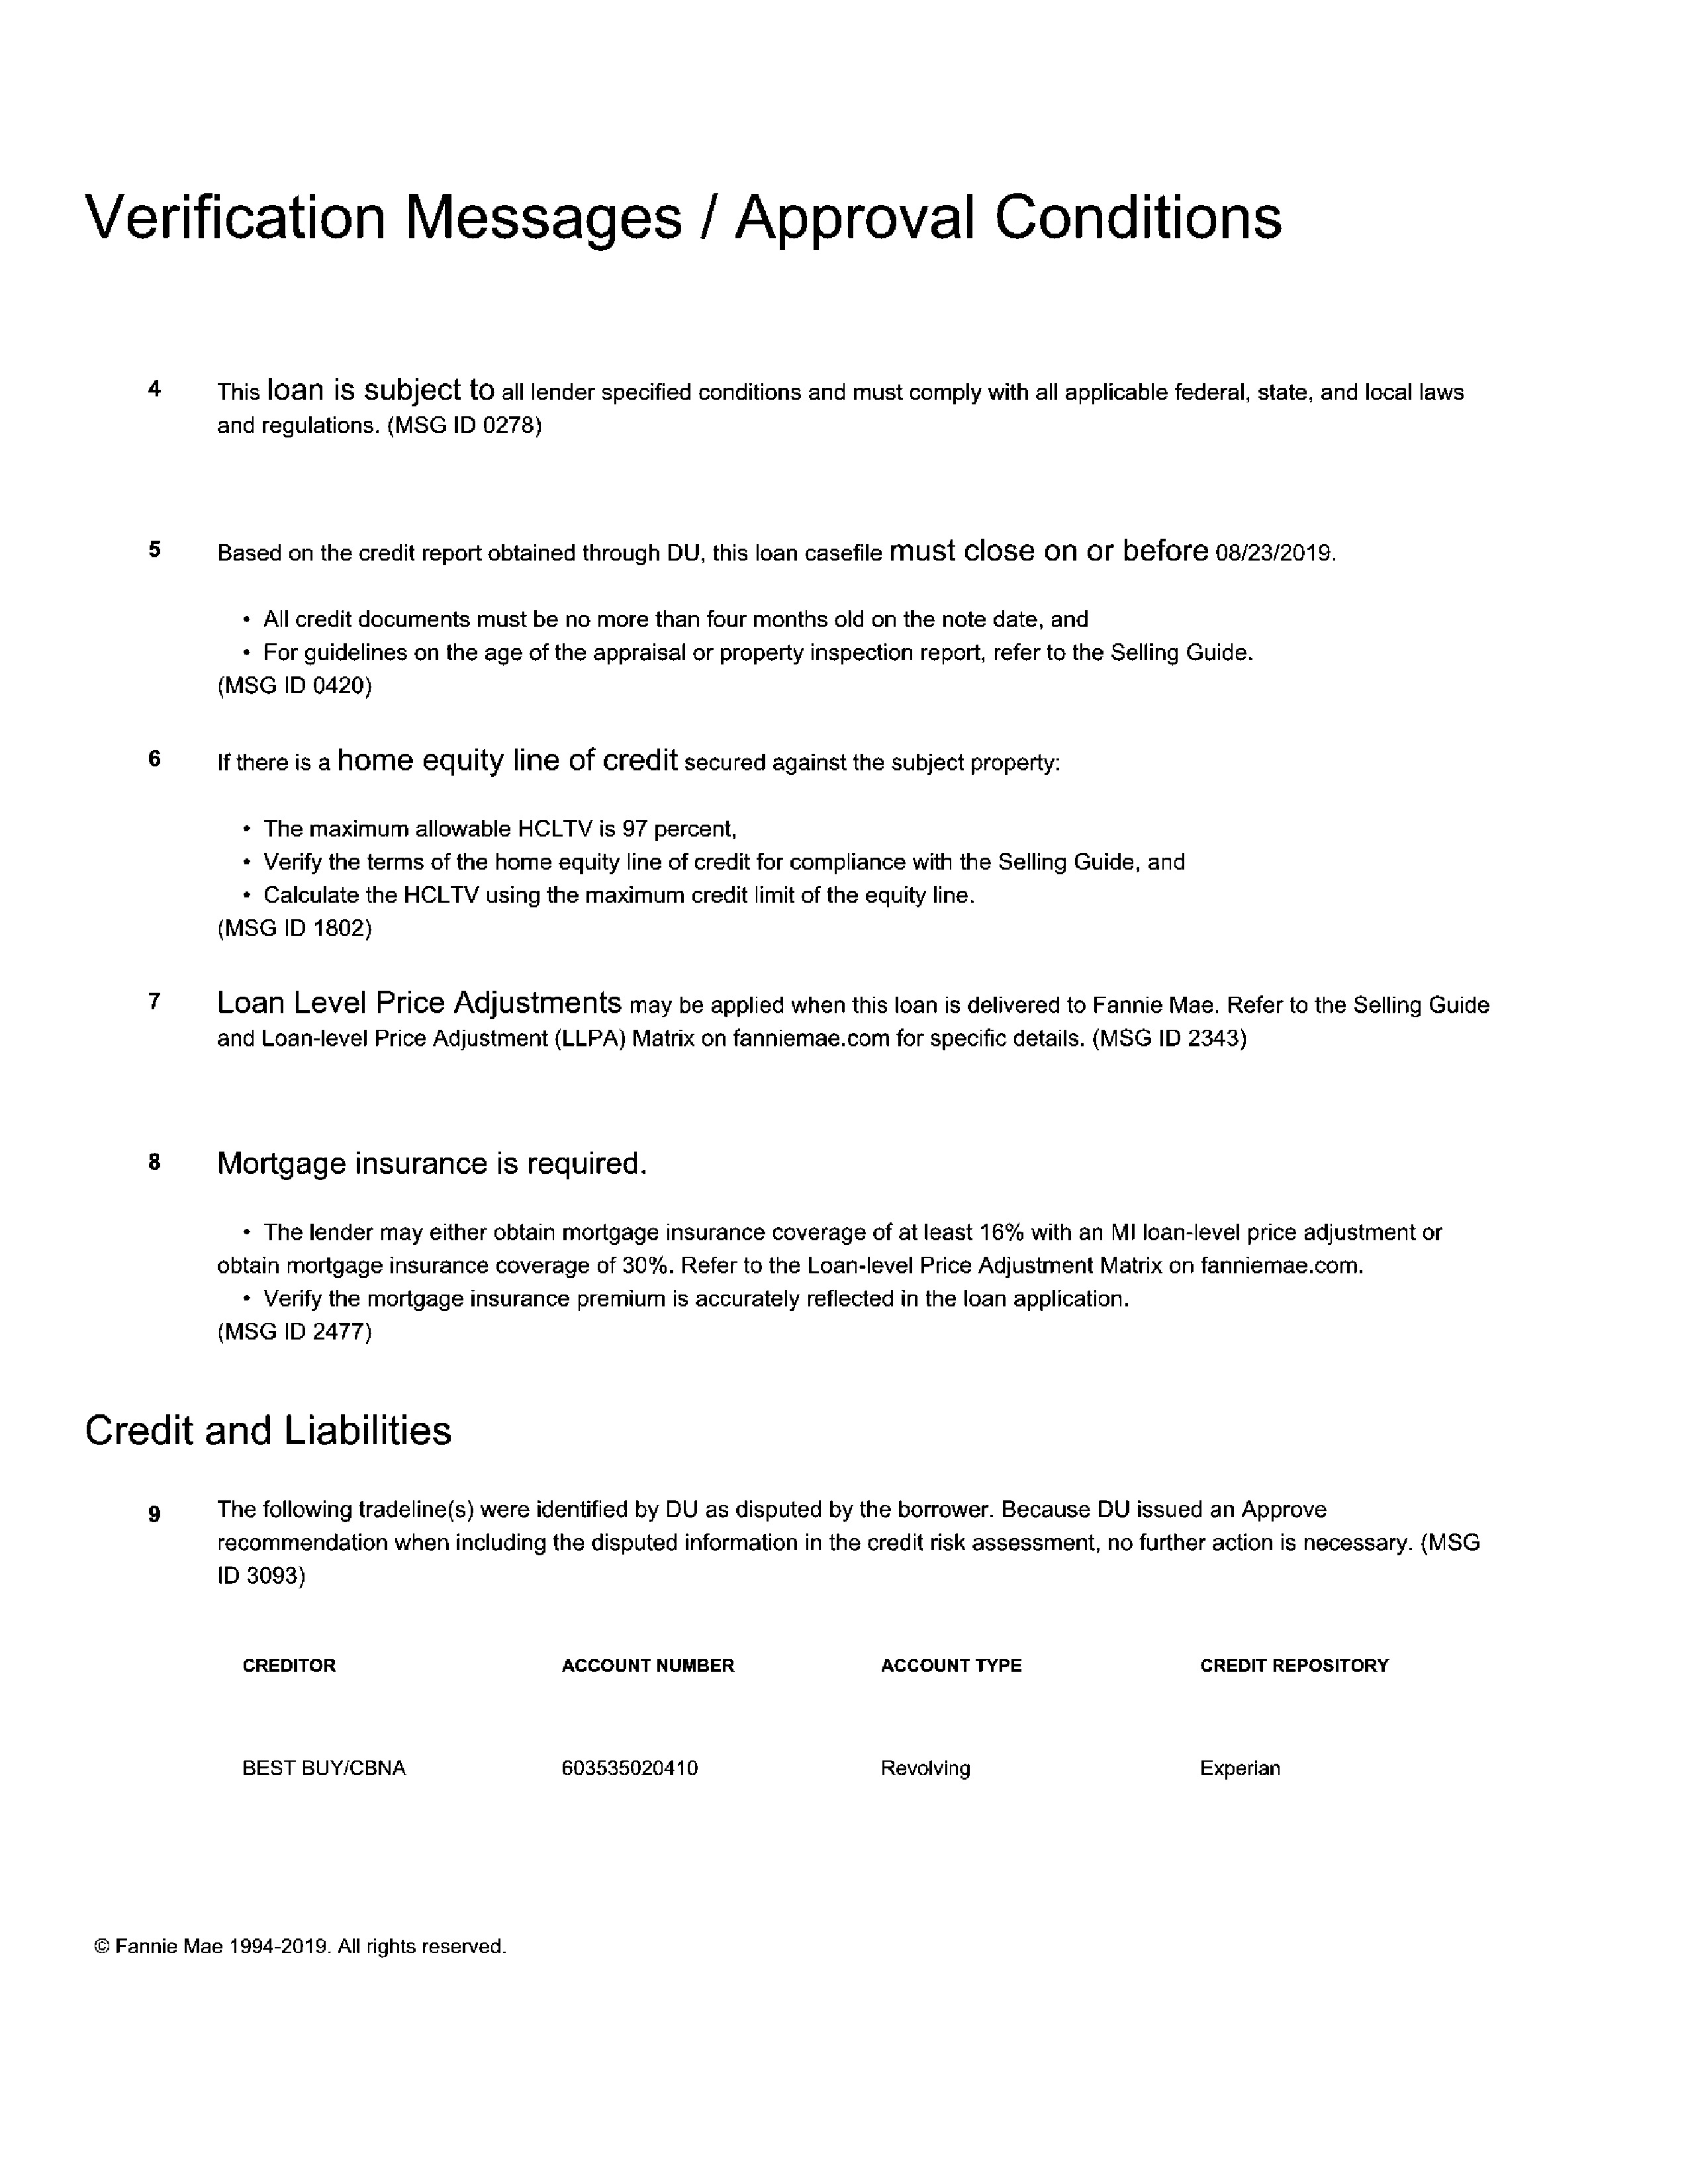 Verification Messages / Approval Conditions
4 This loan is subject to all lender specified conditions and must comply with all applicable federal, state, and local laws
and regulations. (MSG ID 0278)
5 Based on the credit report obtained through DU, this loan casefile must close on or before 08/23/2019.
• All credit documents must be no more than four months old on the note date, and
• For guidelines on the age of the appraisal or property inspection report, refer to the Selling Guide.
(MSG ID 0420)
6 If there is a home equity line of credit secured against the subject property:
• The maximum allowable HCLTV is 97 percent,
• Verify the terms of the home equity line of credit for compliance with the Selling Guide, and
• Calculate the HCLTV using the maximum credit limit of the equity line.
(MSG ID 1802)
7 Loan Level Price Adjustments may be applied when this loan is delivered to Fannie Mae. Refer to the Selling Guide
and Loan-level Price Adjustment (LLPA) Matrix on fanniemae.com for specific details. (MSG ID 2343)
8 Mortgage insurance is required.
• The lender may either obtain mortgage insurance coverage of at least 16% with an MI loan-level price adjustment or
obtain mortgage insurance coverage of 30%. Refer to the Loan-level Price Adjustment Matrix on fanniemae.com.
• Verify the mortgage insurance premium is accurately reflected in the loan application.
(MSG ID 2477)
Credit and Liabilities
9 The following tradeline(s) were identified by DU as disputed by the borrower. Because DU issued an Approve
recommendation when including the disputed information in the credit risk assessment, no further action is necessary. (MSG
ID 3093)
CREDITOR ACCOUNT NUMBER ACCOUNT TYPE CREDIT REPOSITORY
BEST BUY/CBNA 603535020410 Revolving Experian
© Fannie Mae 1994-2019. All rights reserved.